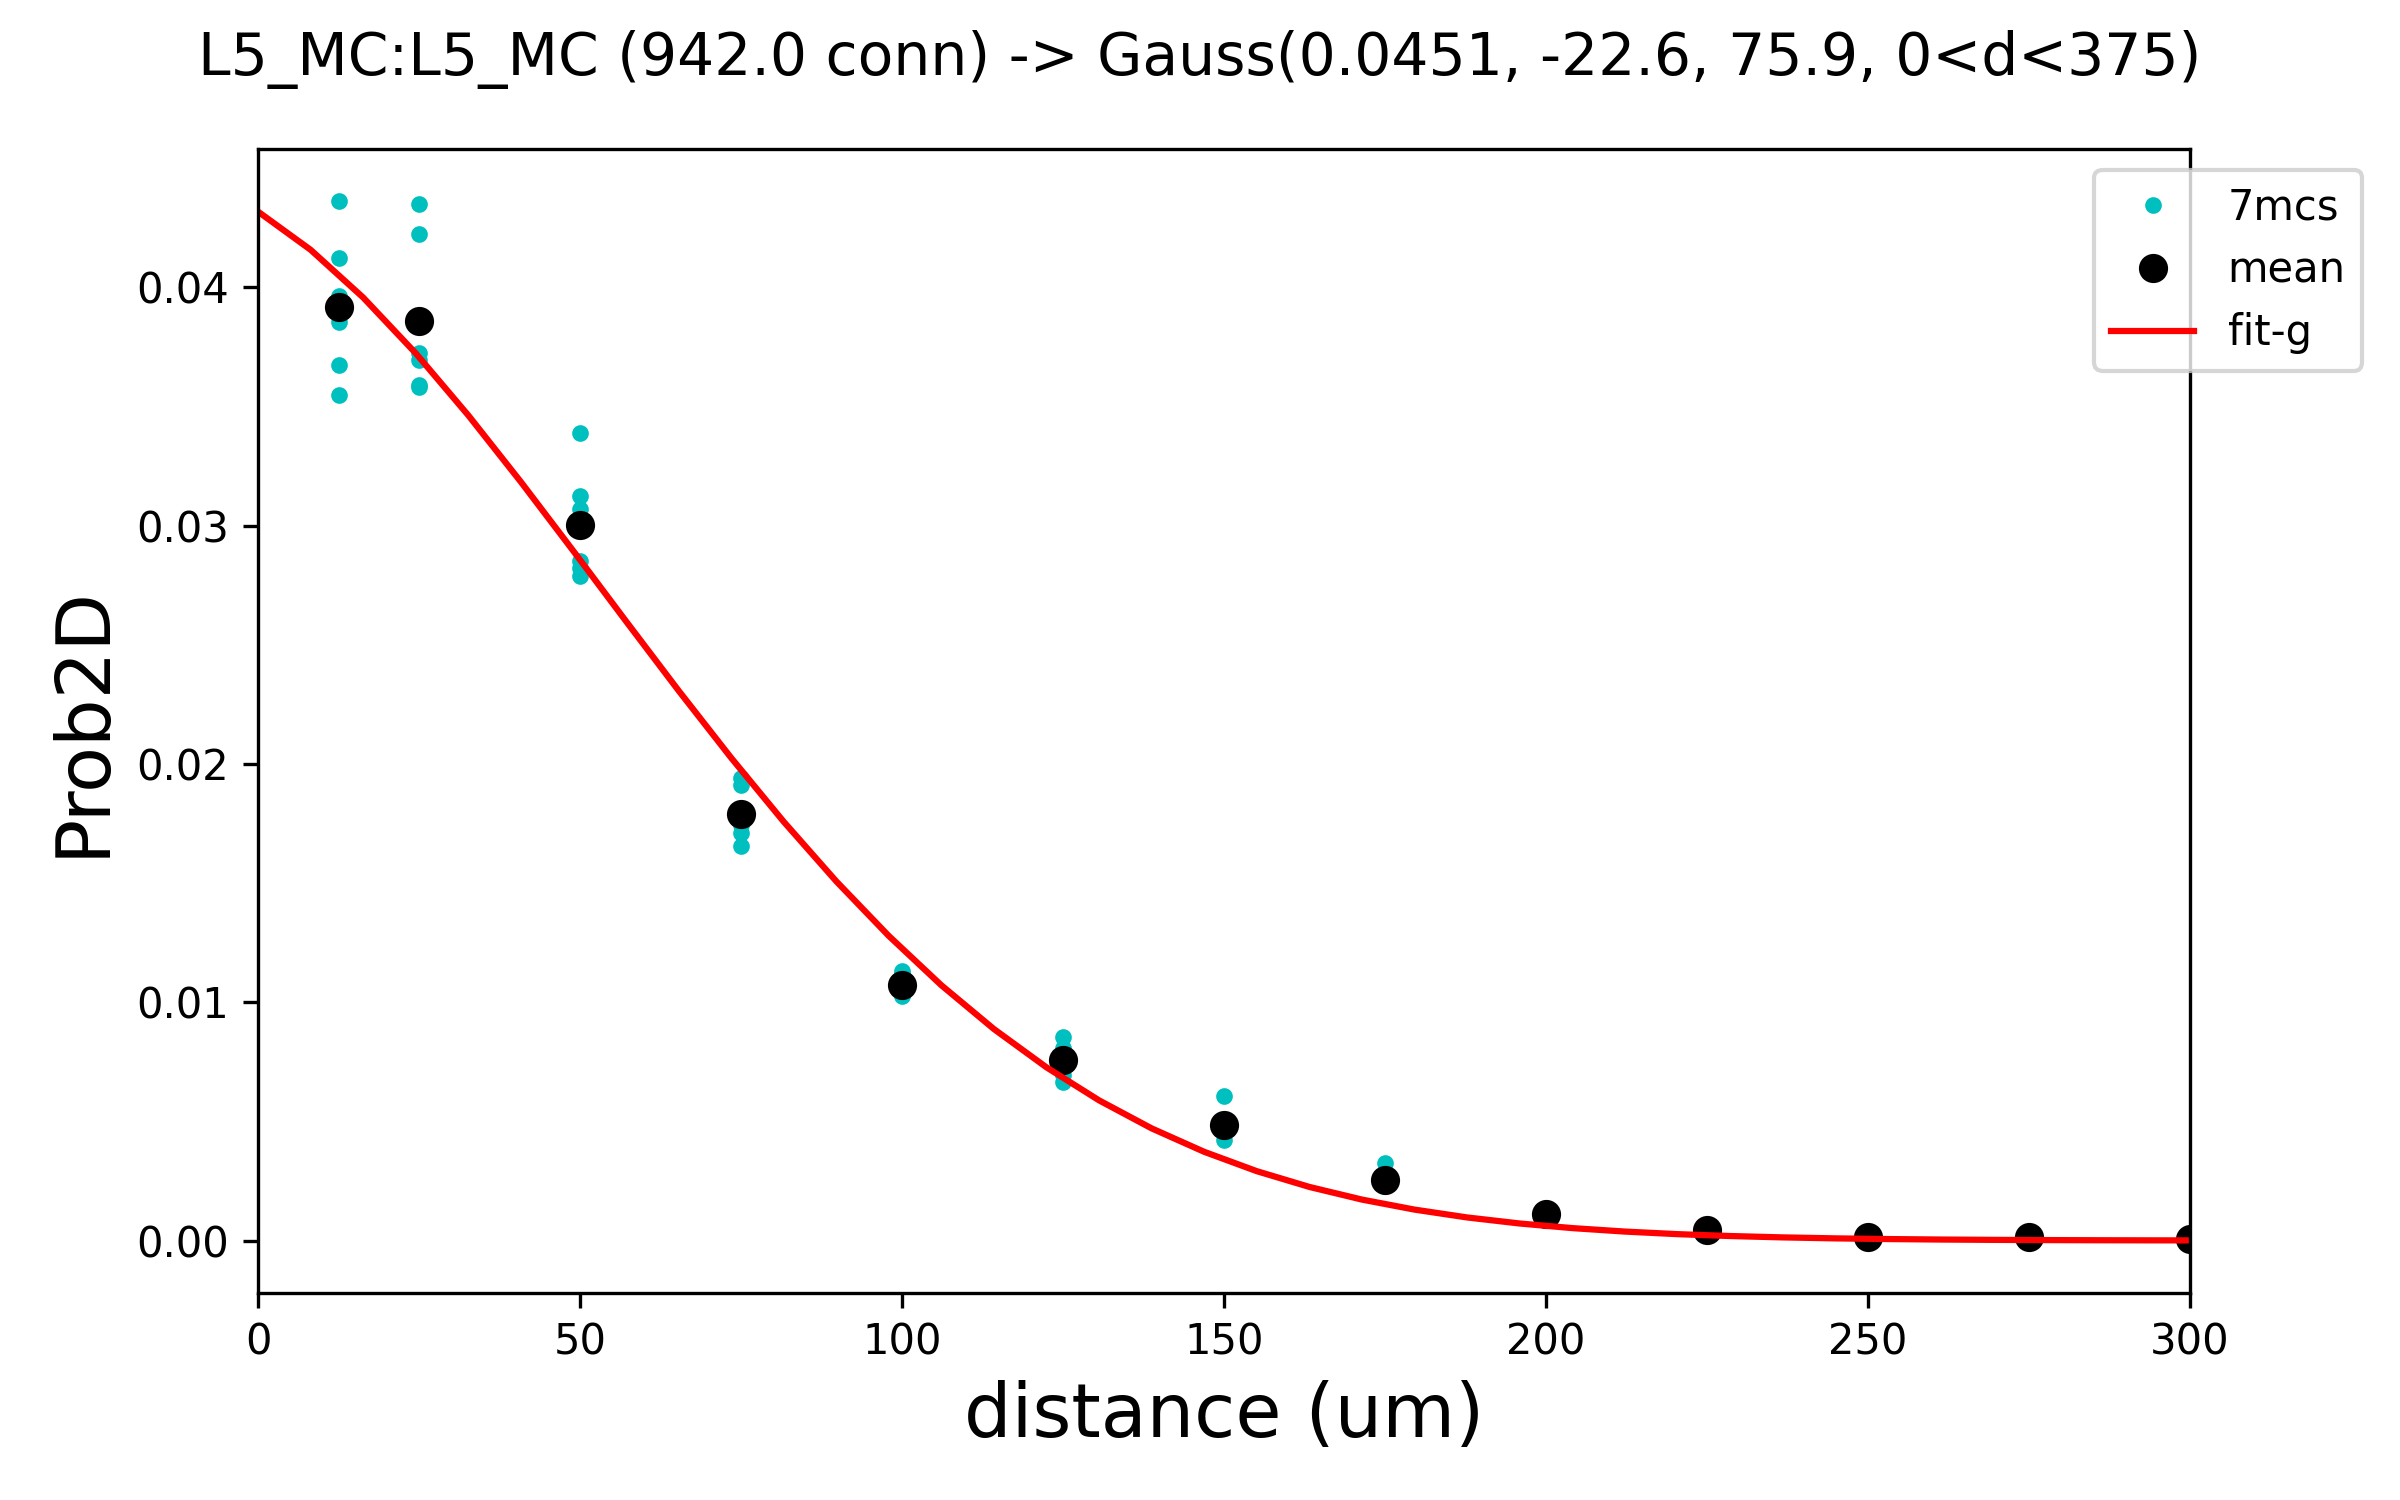 L5_MC:L5_MC (942.0 conn) -> Gauss(0.0451, -22.6, 75.9, 0<d<375)
7mcs
mean
fit-g
Prob2D
0.04
0.03
0.02
0.01
0.00
0 50 100 150 200 250 300
distance (um)